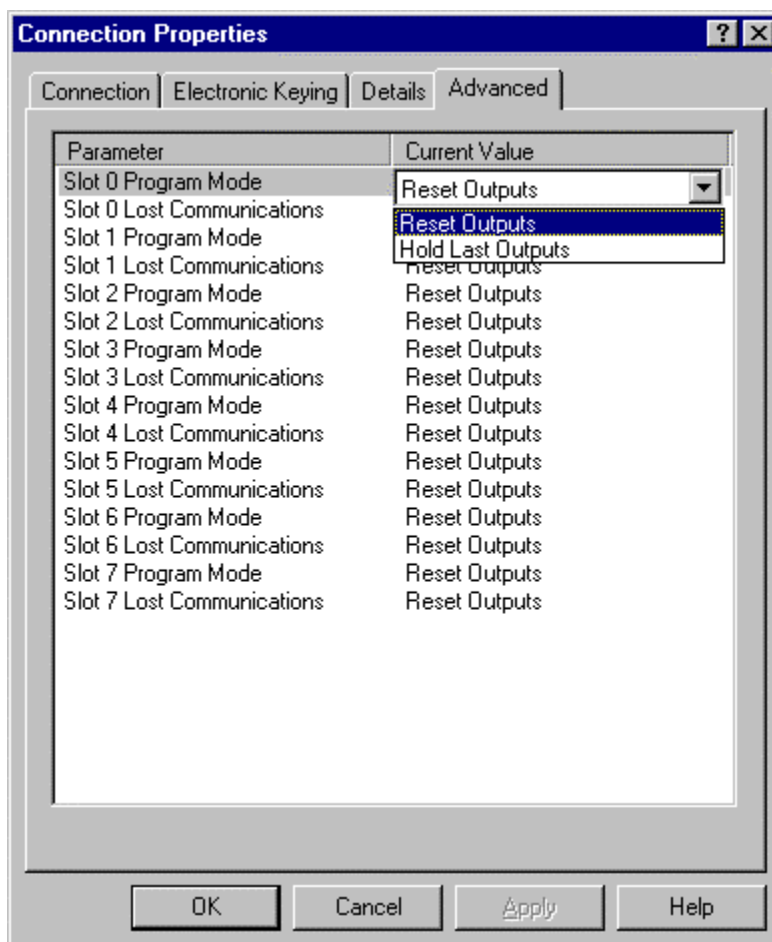 Connection Properties
Connection Electronic Keying Details Advanced
Parameter Current Value
Slot 0 Program Mode Reset Outputs
Slot 0 Lost Communications Reset Outputs
Slot 1 Program Mode Hold Last Outputs
Slot 1 Lost Communications Reset Outputs
Slot 2 Program Mode Reset Outputs
Slot 2 Lost Communications Reset Outputs
Slot 3 Program Mode Reset Outputs
Slot 3 Lost Communications Reset Outputs
Slot 4 Program Mode Reset Outputs
Slot 4 Lost Communications Reset Outputs
Slot 5 Program Mode Reset Outputs
Slot 5 Lost Communications Reset Outputs
Slot 6 Program Mode Reset Outputs
Slot 6 Lost Communications Reset Outputs
Slot 7 Program Mode Reset Outputs
Slot 7 Lost Communications Reset Outputs
OK Cancel Apply Help